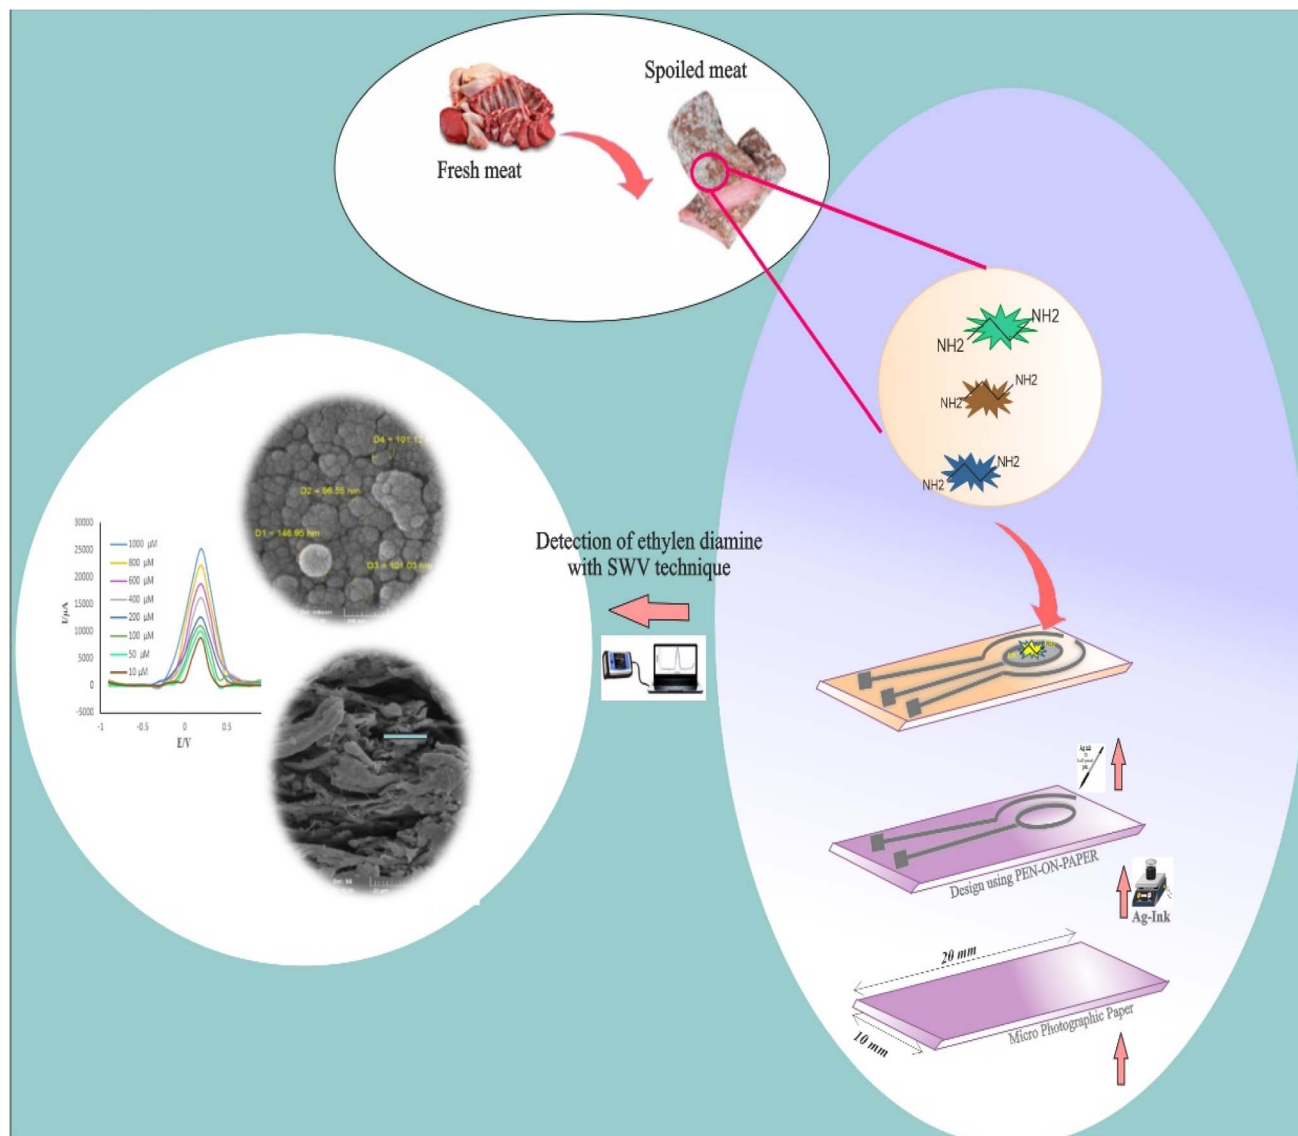 Spoiled meat
Fresh meat
NH2
NH2
NH2
NH2
NH2
NH2
D4 = 101.12
D2 = 96.56 nm
D1 = 146.95 nm
D3 = 101.03 nm
30000
25000
20000
15000
10000
5000
0
-5000
1000 µM
800 µM
600 µM
400 µM
200 µM
100 µM
50 µM
10 µM
I/µA
-1
-0.5
0
0.5
E/V
Detection of ethylen diamine
with SWV technique
Design using PEN-ON-PAPER
Ag-Ink
20 mm
10 mm
Micro Photographic Paper